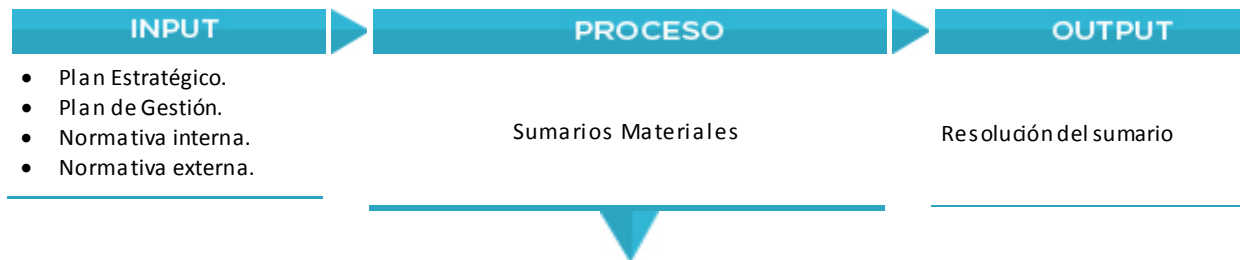 INPUT
PROCESO
OUTPUT
• Plan Estratégico.
• Plan de Gestión.
• Normativa interna.
• Normativa externa.
Sumarios Materiales
Resolución del sumario